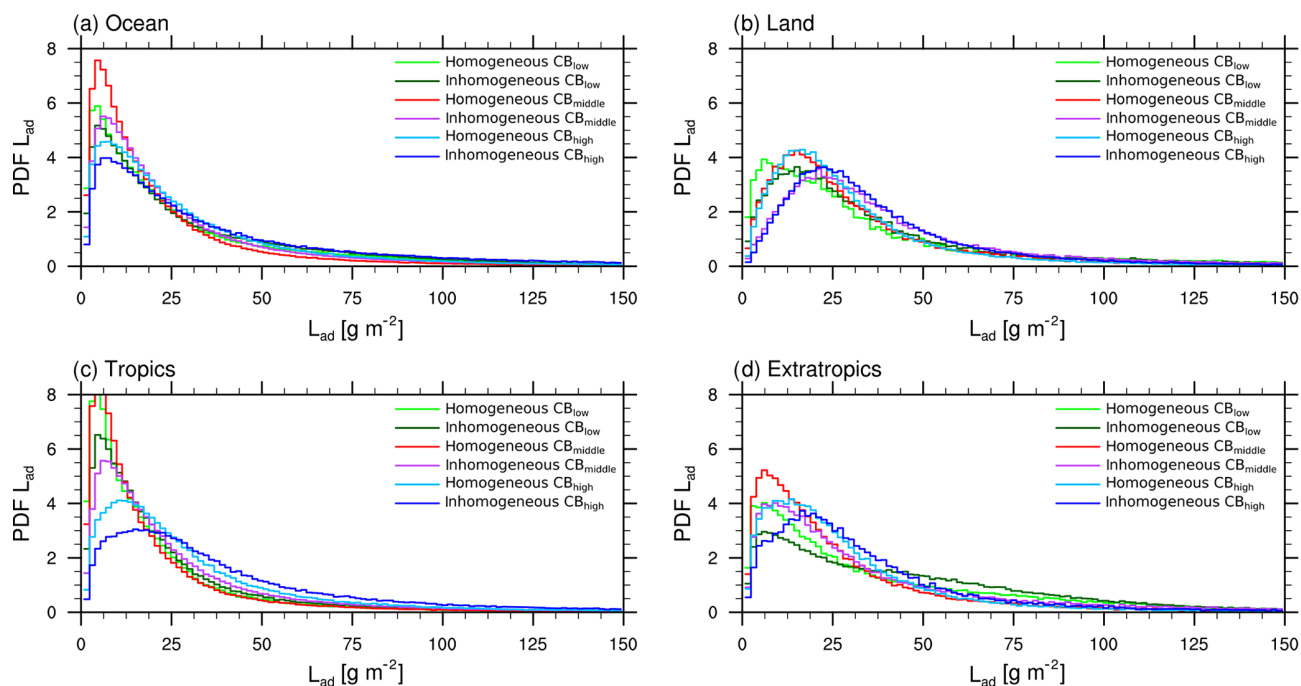 (a) Ocean
8
6
4
2
0
PDF L_ad
Homogeneous CB_low
Inhomogeneous CB_low
Homogeneous CB_middle
Inhomogeneous CB_middle
Homogeneous CB_high
Inhomogeneous CB_high
0 25 50 75 100 125 150
L_ad [g m⁻²]
(b) Land
8
6
4
2
0
PDF L_ad
Homogeneous CB_low
Inhomogeneous CB_low
Homogeneous CB_middle
Inhomogeneous CB_middle
Homogeneous CB_high
Inhomogeneous CB_high
0 25 50 75 100 125 150
L_ad [g m⁻²]
(c) Tropics
8
6
4
2
0
PDF L_ad
Homogeneous CB_low
Inhomogeneous CB_low
Homogeneous CB_middle
Inhomogeneous CB_middle
Homogeneous CB_high
Inhomogeneous CB_high
0 25 50 75 100 125 150
L_ad [g m⁻²]
(d) Extratropics
8
6
4
2
0
PDF L_ad
Homogeneous CB_low
Inhomogeneous CB_low
Homogeneous CB_middle
Inhomogeneous CB_middle
Homogeneous CB_high
Inhomogeneous CB_high
0 25 50 75 100 125 150
L_ad [g m⁻²]